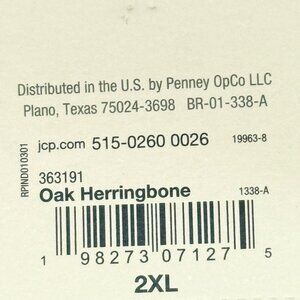 Distributed in the U.S. by Penney OpCo LLC
Plano, Texas 75024-3698 BR-01-338-A
jcp.com 515-0260 0026 19963-8
RPIND010301
363191
Oak Herringbone 1338-A
1 98273 07127 5
2XL